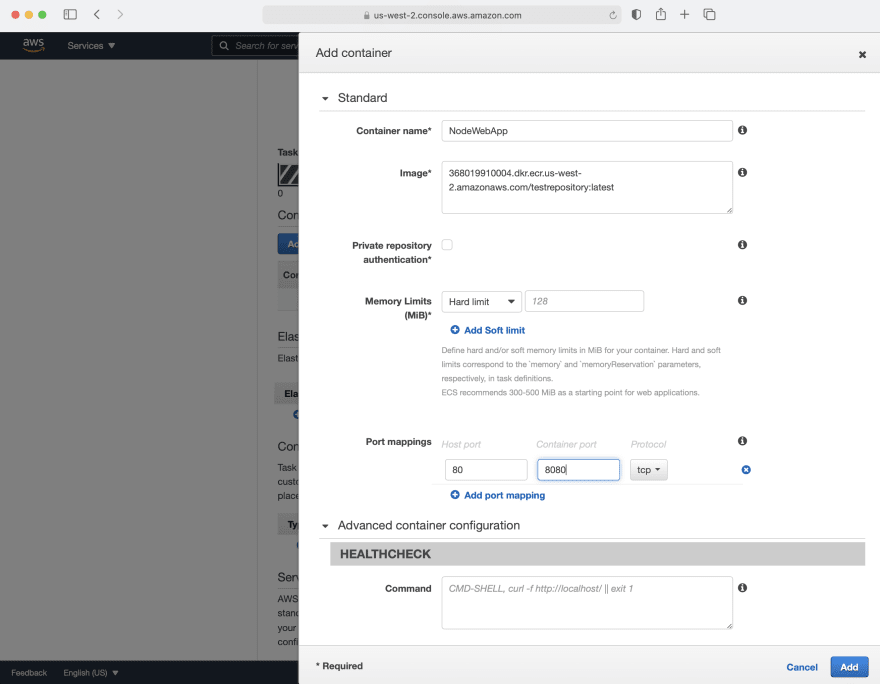 us-west-2.console.aws.amazon.com
aws
Services
Search for serv
Add container
Standard
Container name*
NodeWebApp
Image*
368019910004.dkr.ecr.us-west-
2.amazonaws.com/testrepository:latest
Private repository
authentication*
Memory Limits
(MiB)*
Hard limit
128
Add Soft limit
Define hard and/or soft memory limits in MiB for your container. Hard and soft
limits correspond to the `memory` and `memoryReservation` parameters,
respectively, in task definitions.
ECS recommends 300-500 MiB as a starting point for web applications.
Port mappings
Host port
Container port
Protocol
80
8080
tcp
Add port mapping
Advanced container configuration
HEALTHCHECK
Command
CMD-SHELL, curl -f http://localhost/ || exit 1
* Required
Cancel
Add
Task
0
Con
Ad
Con
Elas
Elast
Ela
Con
Task
custo
place
Ty
Serv
AWS
stand
your
confi
Feedback
English (US)